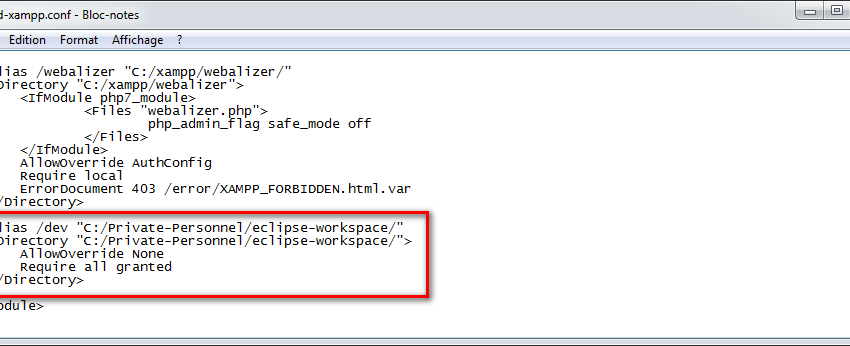 d-xampp.conf - Bloc-notes
Edition Format Affichage ?
lias /webalizer "C:/xampp/webalizer/"
Directory "C:/xampp/webalizer">
<IfModule php7_module>
<Files "webalizer.php">
php_admin_flag safe_mode off
</Files>
</IfModule>
AllowOverride AuthConfig
Require local
ErrorDocument 403 /error/XAMPP_FORBIDDEN.html.var
/Directory>
lias /dev "C:/Private-Personnel/eclipse-workspace/"
Directory "C:/Private-Personnel/eclipse-workspace/">
AllowOverride None
Require all granted
/Directory>
odule>